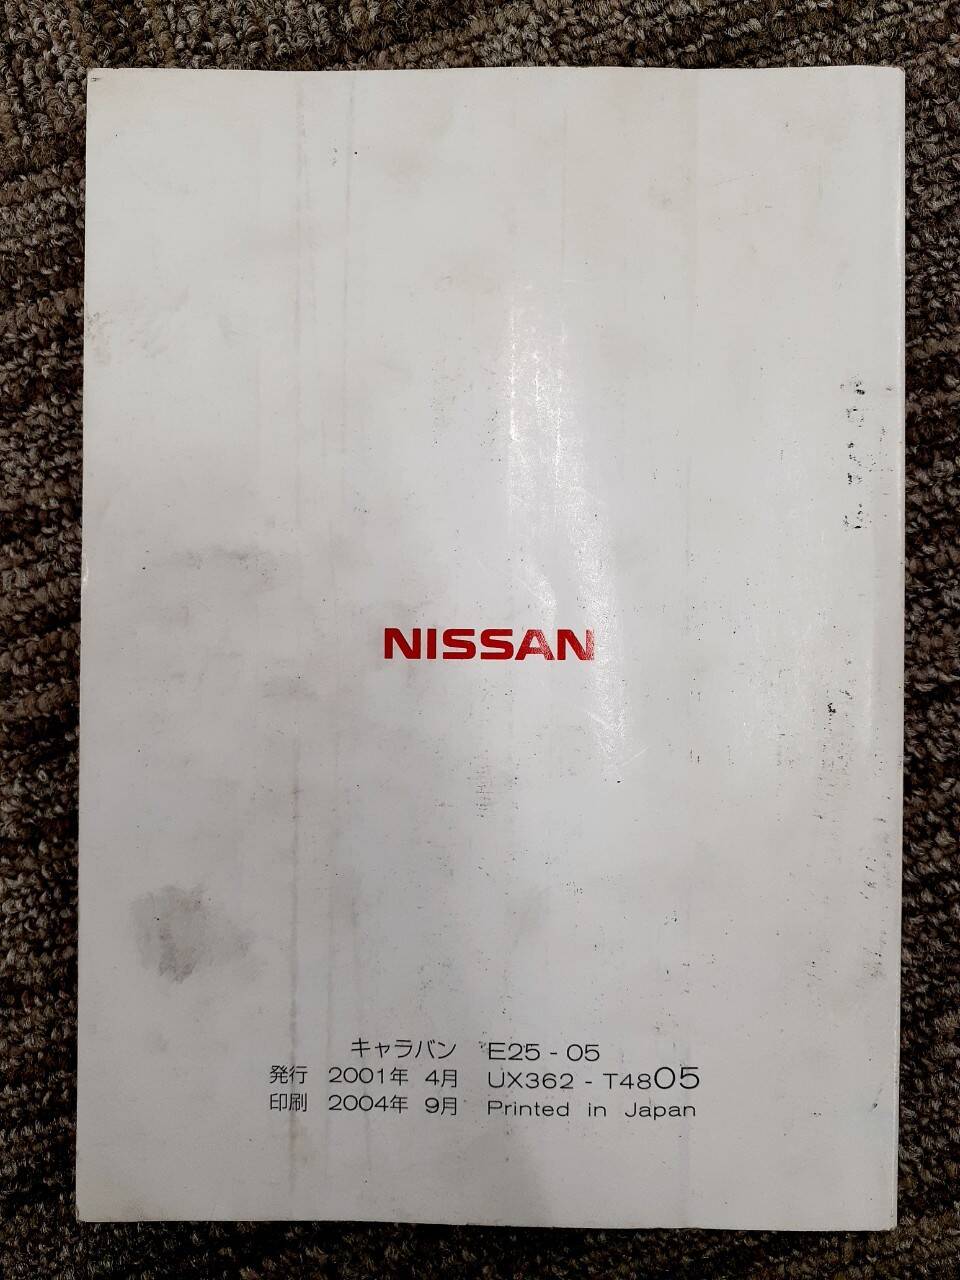 NISSAN
キャラバン E25 - 05
発行 2001年 4月 UX362 - T4805
印刷 2004年 9月 Printed in Japan